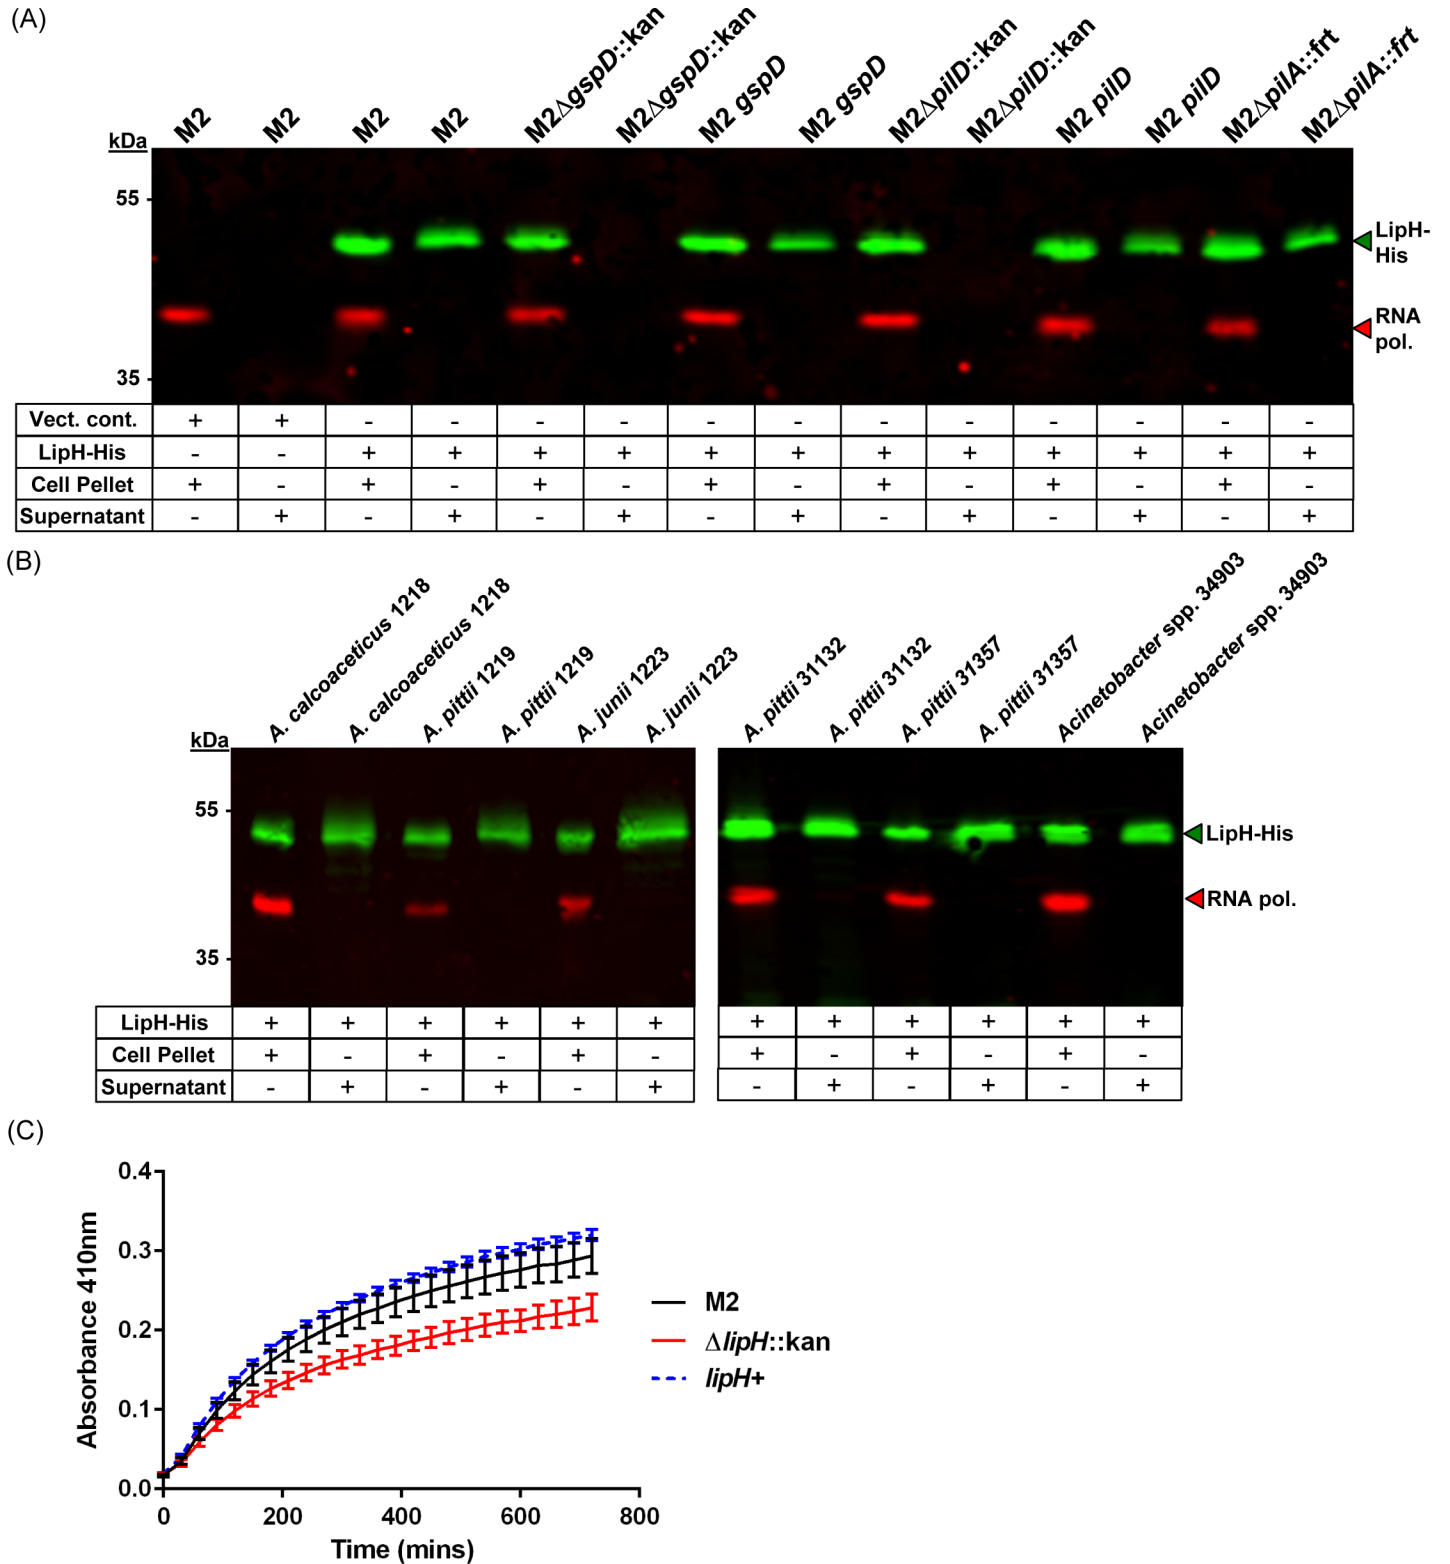 (A)
M2 M2 M2 M2 M2ΔgspD::kan M2ΔgspD::kan M2 gspD M2 gspD M2ΔpilD::kan M2ΔpilD::kan M2 pilD M2 pilD M2ΔpilA::frt M2ΔpilA::frt
kDa
55
LipH-
His
RNA
pol.
35
Vect. cont. + + - - - - - - - - - - - -
LipH-His - - + + + + + + + + + + + +
Cell Pellet + - + - + - + - + - + - + -
Supernatant - + - + - + - + - + - + - +
(B)
A. calcoaceticus 1218 A. calcoaceticus 1218 A. pittii 1219 A. pittii 1219 A. junii 1223 A. junii 1223 A. pittii 31132 A. pittii 31132 A. pittii 31357 A. pittii 31357 Acinetobacter spp. 34903 Acinetobacter spp. 34903
kDa
55
LipH-His
RNA pol.
35
LipH-His + + + + + + + + + + + +
Cell Pellet + - + - + - + - + - + -
Supernatant - + - + - + - + - + - +
(C)
0.4
0.3
0.2
0.1
0.0
Absorbance 410nm
M2
ΔlipH::kan
lipH+
0 200 400 600 800
Time (mins)